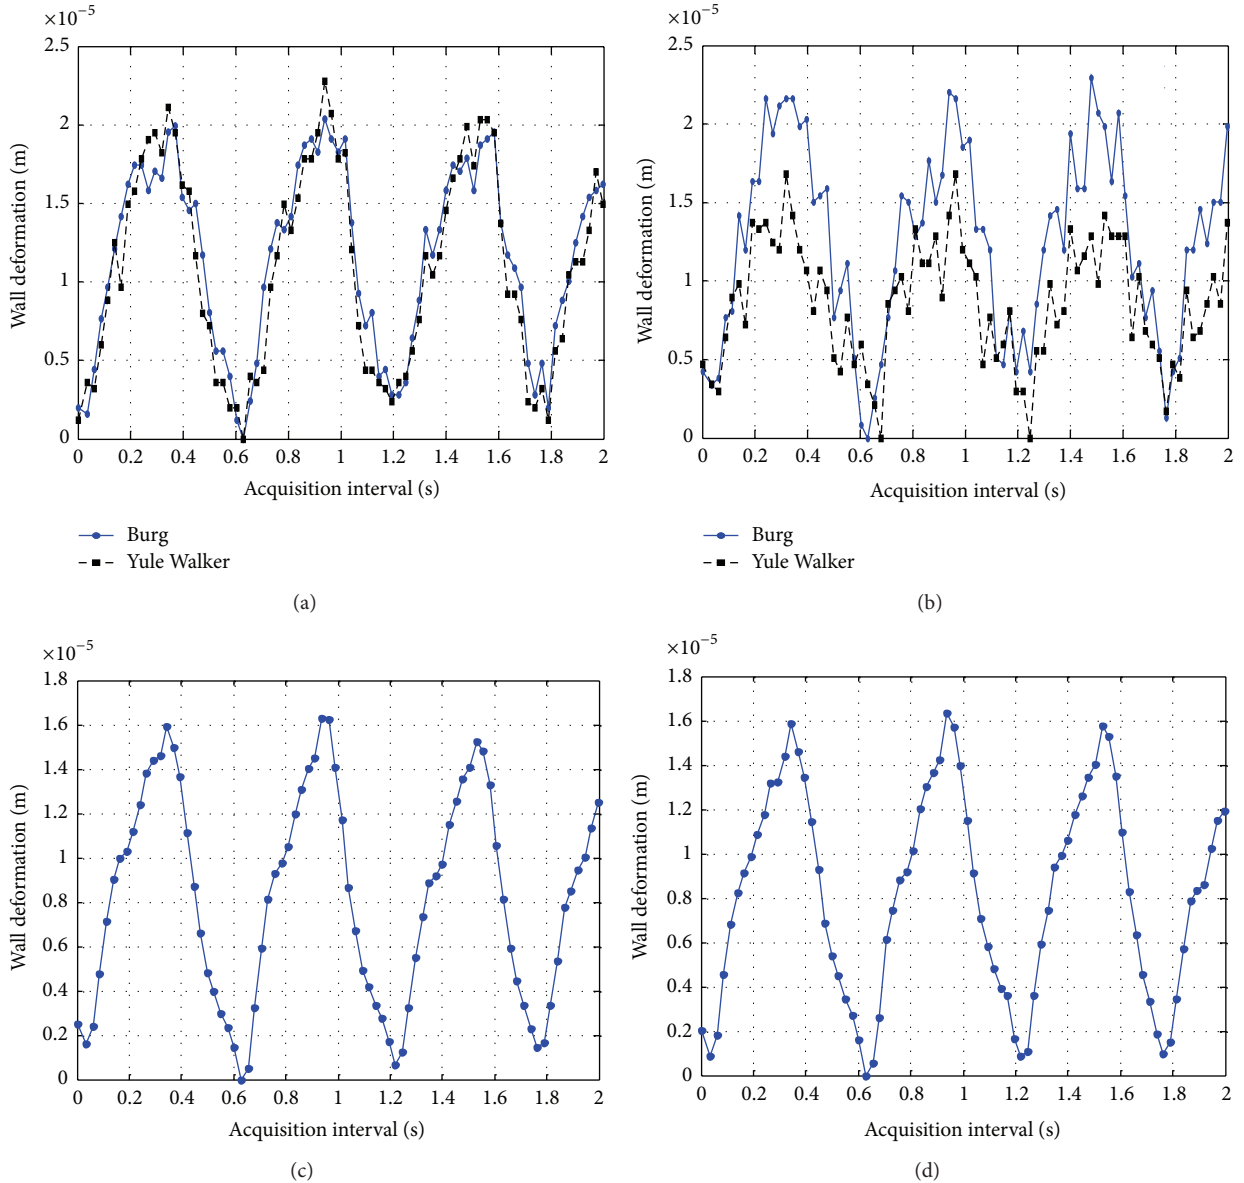 ×10⁻⁵
2.5
2
1.5
1
0.5
0
Wall deformation (m)
0 0.2 0.4 0.6 0.8 1 1.2 1.4 1.6 1.8 2
Acquisition interval (s)
Burg
Yule Walker
(a)
×10⁻⁵
2.5
2
1.5
1
0.5
0
Wall deformation (m)
0 0.2 0.4 0.6 0.8 1 1.2 1.4 1.6 1.8 2
Acquisition interval (s)
Burg
Yule Walker
(b)
×10⁻⁵
1.8
1.6
1.4
1.2
1
0.8
0.6
0.4
0.2
0
Wall deformation (m)
0 0.2 0.4 0.6 0.8 1 1.2 1.4 1.6 1.8 2
Acquisition interval (s)
(c)
×10⁻⁵
1.8
1.6
1.4
1.2
1
0.8
0.6
0.4
0.2
0
Wall deformation (m)
0 0.2 0.4 0.6 0.8 1 1.2 1.4 1.6 1.8 2
Acquisition interval (s)
(d)